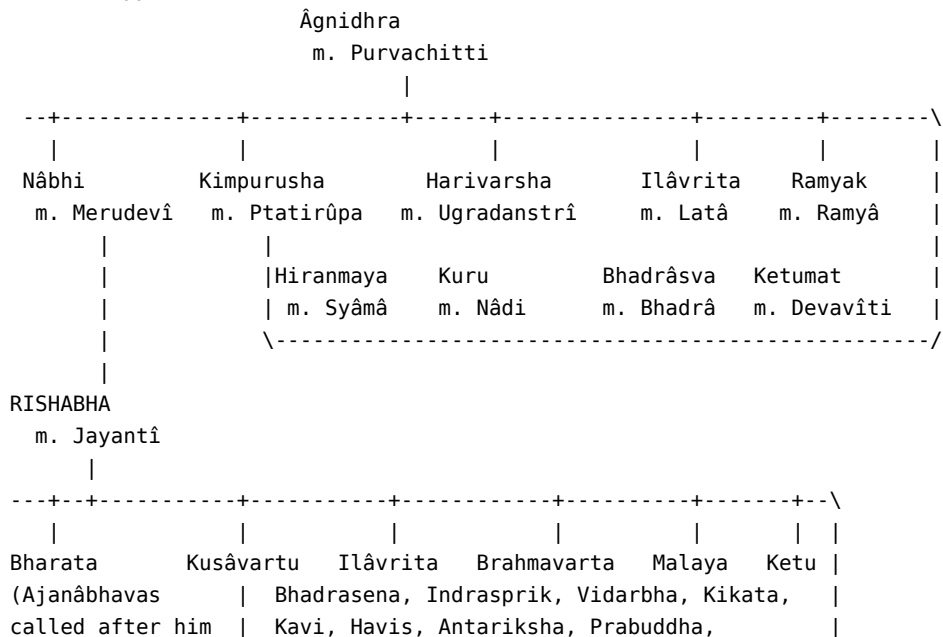 Âgnidhra
m. Purvachitti
|
--+--------------+------------+------+---------------+---------+--------\
| | | | | |
Nâbhi Kimpurusha Harivarsha Ilâvrita Ramyak |
m. Merudevî m. Ptatirûpa m. Ugradanstrî m. Latâ m. Ramyâ |
| | |
| |Hiranmaya Kuru Bhadrâsva Ketumat |
| | m. Syâmâ m. Nâdi m. Bhadrâ m. Devavîti |
| \----------------------------------------------------/
|
RISHABHA
m. Jayantî
|
---+--+-----------+-----------+------------+----------+-------+--\
| | | | | | |
Bharata Kusâvartu Ilâvrita Brahmavarta Malaya Ketu |
(Ajanâbhavas | Bhadrasena, Indrasprik, Vidarbha, Kikata, |
called after him | Kavi, Havis, Antariksha, Prabuddha, |